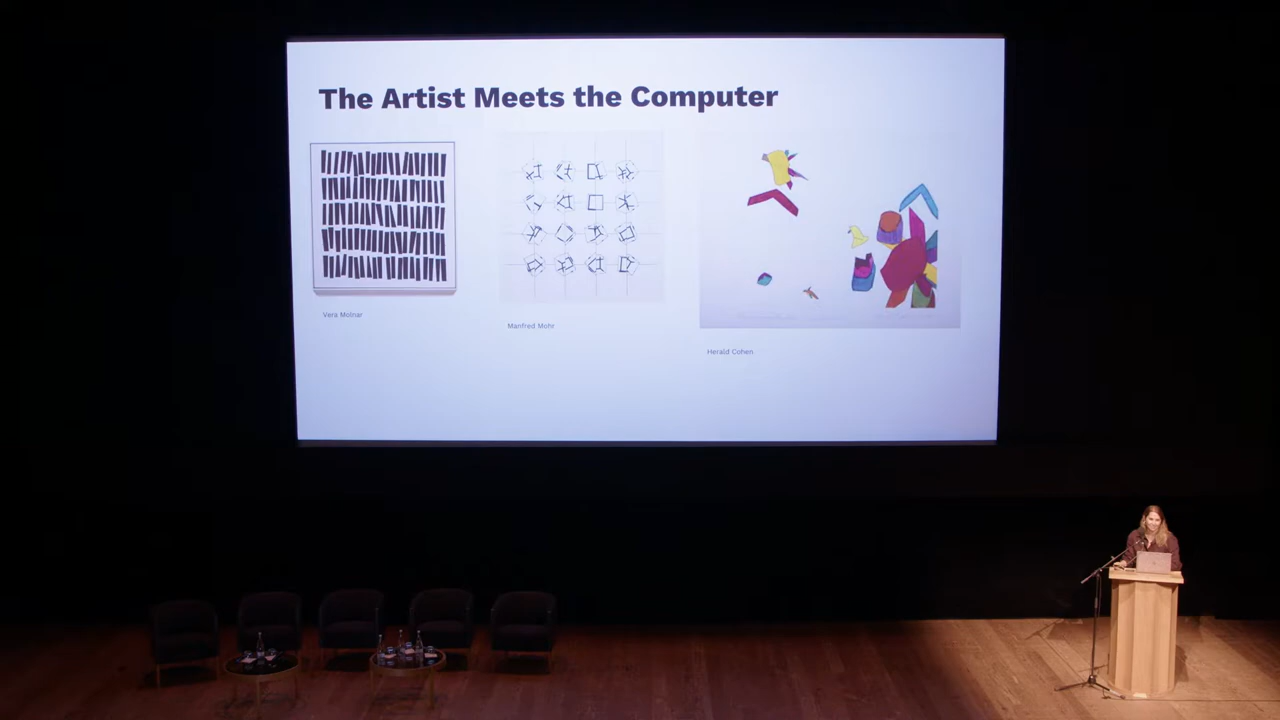 The Artist Meets the Computer
Vera Molnar
Manfred Mohr
Herald Cohen